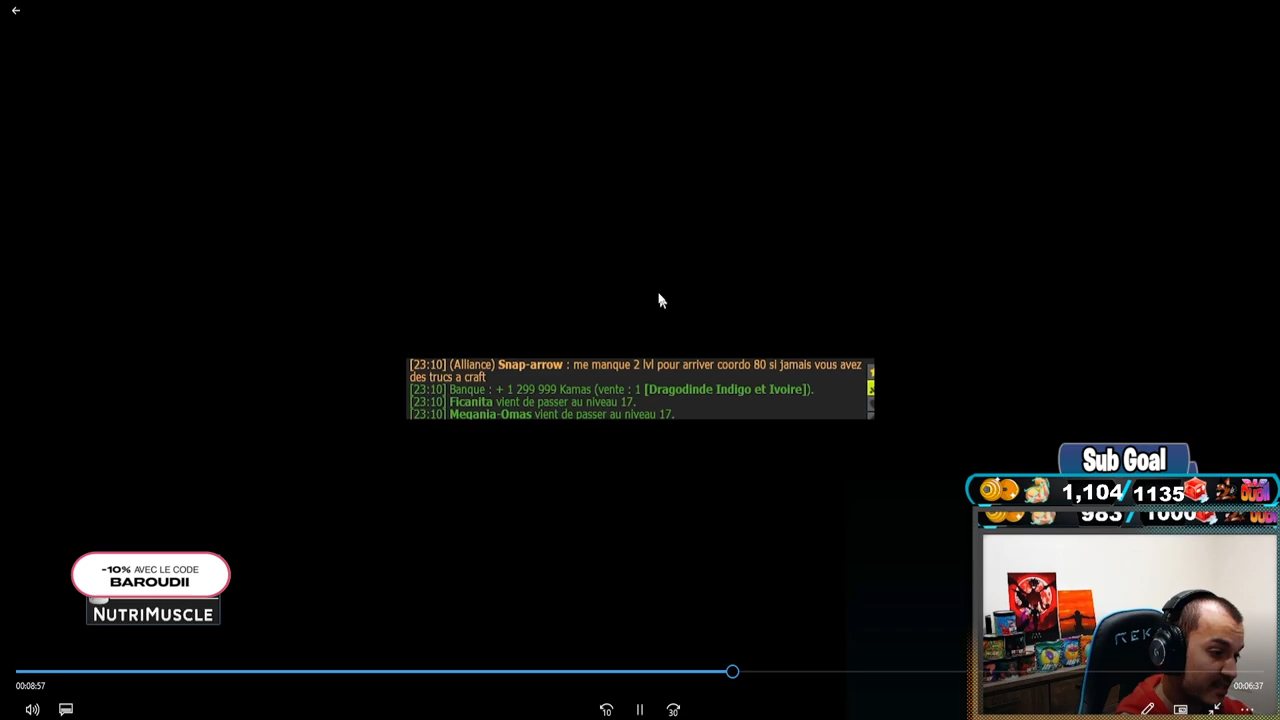 [23:10] (Alliance) Snap-arrow : me manque 2 lvl pour arriver coordo 80 si jamais vous avez
des trucs a craft
[23:10] Banque : + 1 299 999 Kamas (vente : 1 [Dragodinde Indigo et Ivoire]).
[23:10] Ficanita vient de passer au niveau 17.
[23:10] Megania-Omas vient de passer au niveau 17.
Sub Goal
1,104/1135
983/1000
-10% AVEC LE CODE
BAROUDII
NUTRIMUSCLE
REK
00:08:57
00:06:37
10
30